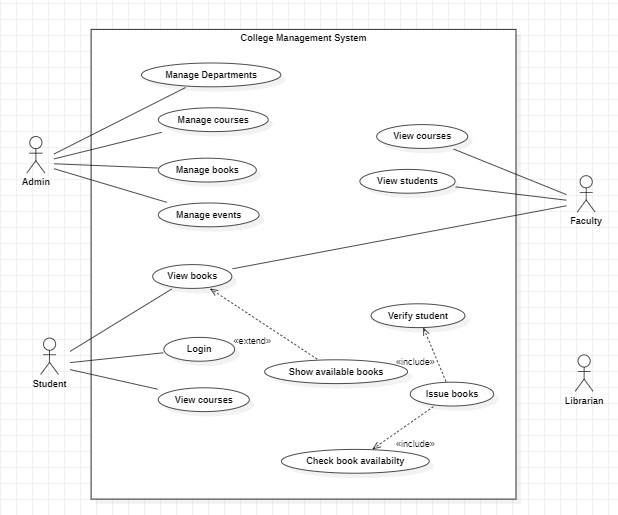 College Management System
Manage Departments
Manage courses
View courses
Manage books
Admin
View students
Manage events
Faculty
View books
Verify student
«extend»
Login
Show available books
«include»
Student
Issue books
View courses
Librarian
«include»
Check book availabilty